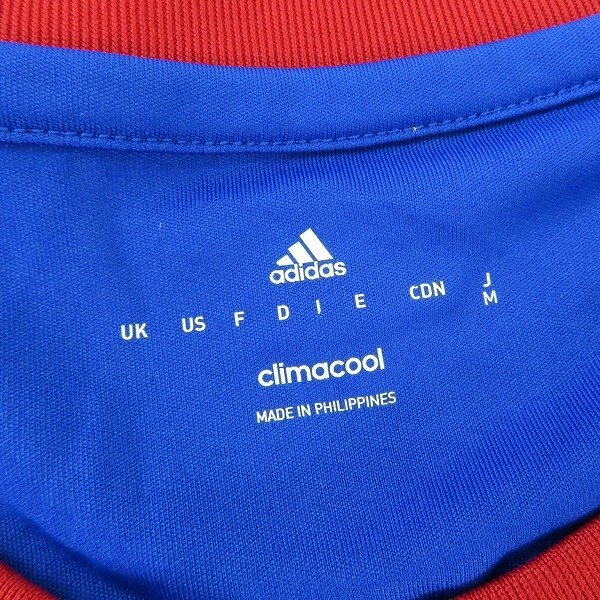 adidas
UK US F D I E CDN J
M
climacool
MADE IN PHILIPPINES